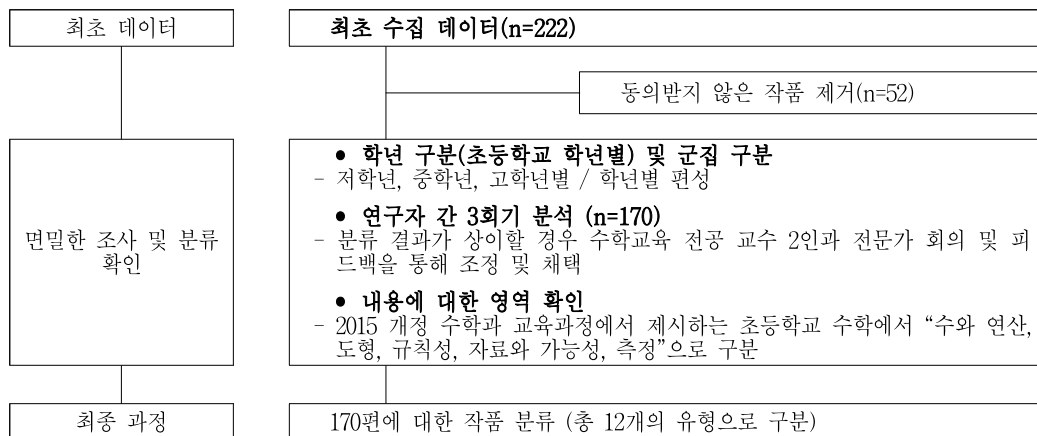 최초 데이터
최초 수집 데이터(n=222)
동의받지 않은 작품 제거(n=52)
면밀한 조사 및 분류
확인
• 학년 구분(초등학교 학년별) 및 군집 구분
- 저학년, 중학년, 고학년별 / 학년별 편성
• 연구자 간 3회기 분석 (n=170)
- 분류 결과가 상이할 경우 수학교육 전공 교수 2인과 전문가 회의 및 피
드백을 통해 조정 및 채택
• 내용에 대한 영역 확인
- 2015 개정 수학과 교육과정에서 제시하는 초등학교 수학에서 “수와 연산,
도형, 규칙성, 자료와 가능성, 측정”으로 구분
최종 과정
170편에 대한 작품 분류 (총 12개의 유형으로 구분)